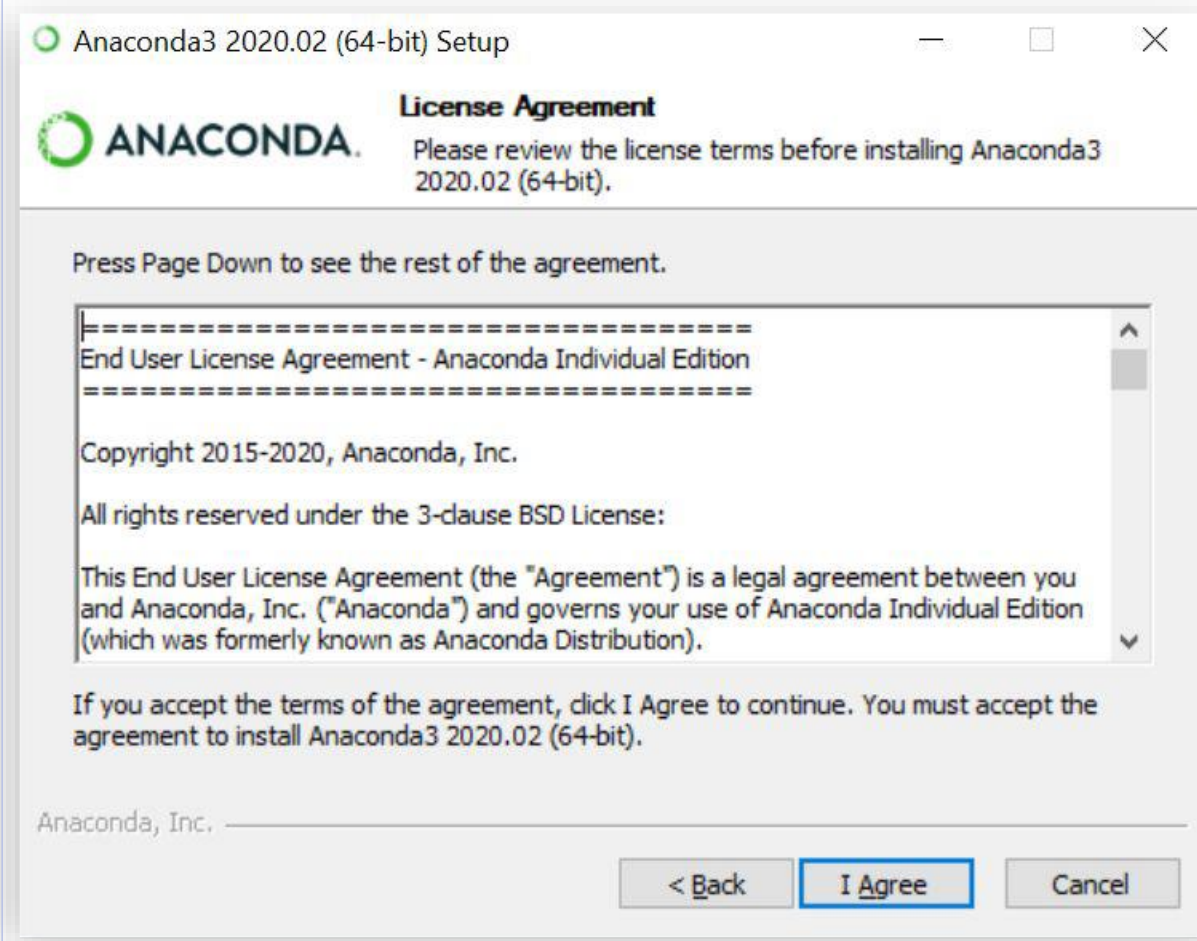 Anaconda3 2020.02 (64-bit) Setup
ANACONDA.
License Agreement
Please review the license terms before installing Anaconda3
2020.02 (64-bit).
Press Page Down to see the rest of the agreement.
===================================
End User License Agreement - Anaconda Individual Edition
===================================
Copyright 2015-2020, Anaconda, Inc.
All rights reserved under the 3-clause BSD License:
This End User License Agreement (the "Agreement") is a legal agreement between you
and Anaconda, Inc. ("Anaconda") and governs your use of Anaconda Individual Edition
(which was formerly known as Anaconda Distribution).
If you accept the terms of the agreement, click I Agree to continue. You must accept the
agreement to install Anaconda3 2020.02 (64-bit).
Anaconda, Inc.
< Back
I Agree
Cancel